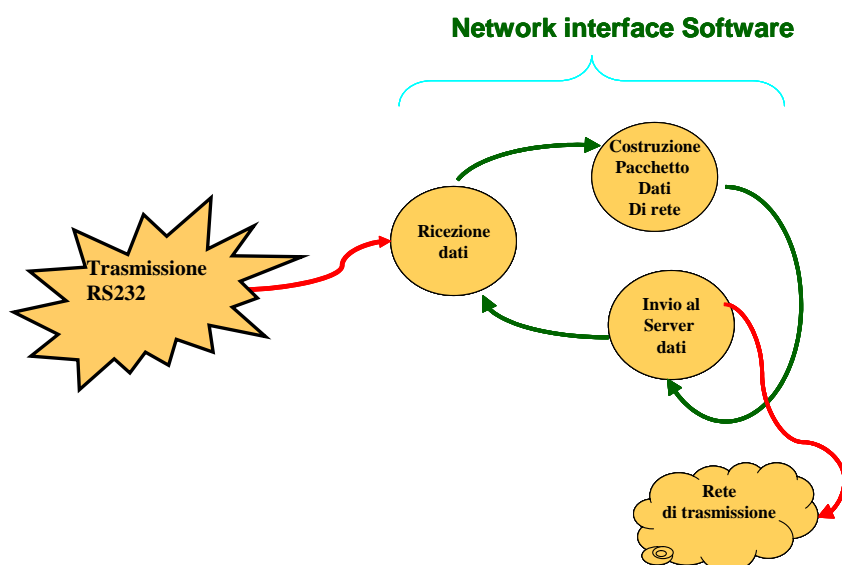 Network interface Software
Costruzione
Pacchetto
Dati
Di rete
Ricezione
dati
Trasmissione
RS232
Invio al
Server
dati
Rete
di trasmissione